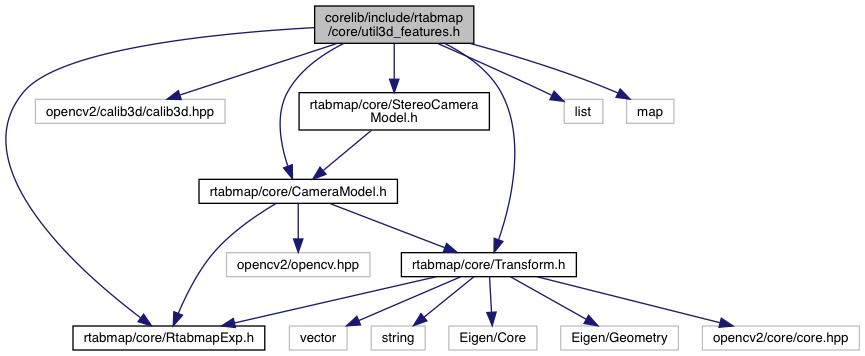 corelib/include/rtabmap
/core/util3d_features.h
opencv2/calib3d/calib3d.hpp
rtabmap/core/StereoCamera
Model.h
list
map
rtabmap/core/CameraModel.h
opencv2/opencv.hpp
rtabmap/core/Transform.h
rtabmap/core/RtabmapExp.h
vector
string
Eigen/Core
Eigen/Geometry
opencv2/core/core.hpp